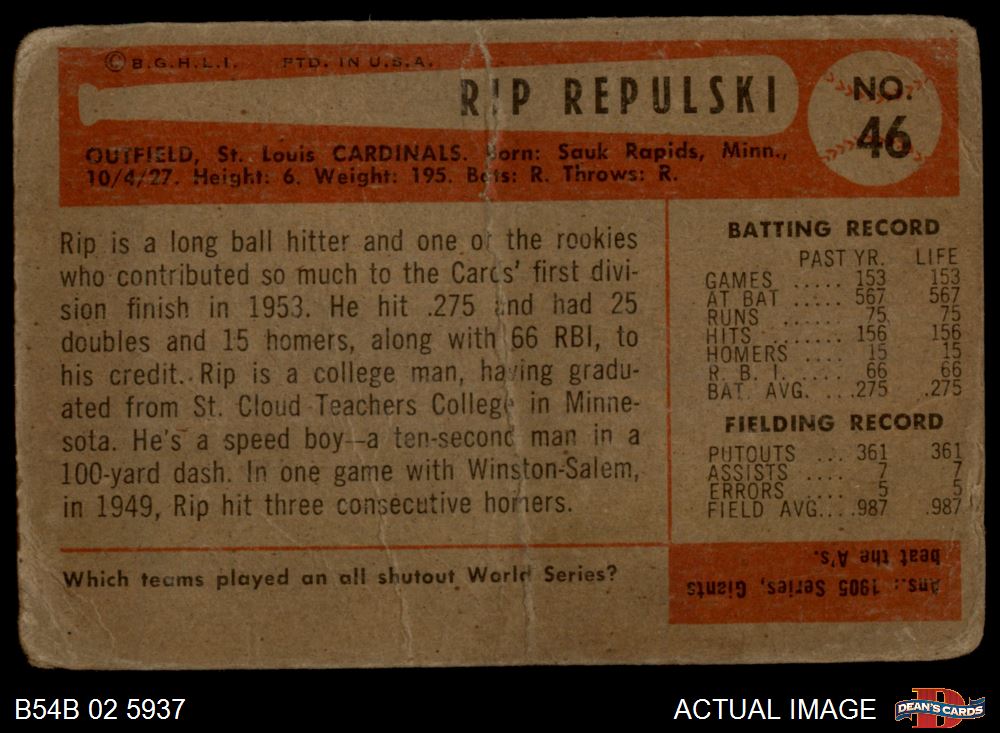 © B.G.H.L.I. PTD. IN U.S.A.
RIP REPULSKI
NO.
46
OUTFIELD, St. Louis CARDINALS. Born: Sauk Rapids, Minn.,
10/4/27. Height: 6. Weight: 195. Bats: R. Throws: R.
Rip is a long ball hitter and one of the rookies
who contributed so much to the Cards' first divi-
sion finish in 1953. He hit .275 and had 25
doubles and 15 homers, along with 66 RBI, to
his credit. Rip is a college man, having gradu-
ated from St. Cloud Teachers College in Minne-
sota. He's a speed boy--a ten-second man in a
100-yard dash. In one game with Winston-Salem,
in 1949, Rip hit three consecutive homers.
Which teams played an all shutout World Series?
BATTING RECORD
PAST YR. LIFE
GAMES ..... 153 153
AT BAT ..... 567 567
RUNS ...... 75 75
HITS ....... 156 156
HOMERS .... 15 15
R. B. I. ..... 66 66
BAT. AVG. ... .275 .275
FIELDING RECORD
PUTOUTS ... 361 361
ASSISTS .... 7 7
ERRORS .... 5 5
FIELD AVG.... .987 .987
Ans.: 1905 Series, Giants
beat the A's.
B54B 02 5937
ACTUAL IMAGE
D
DEAN'S CARDS